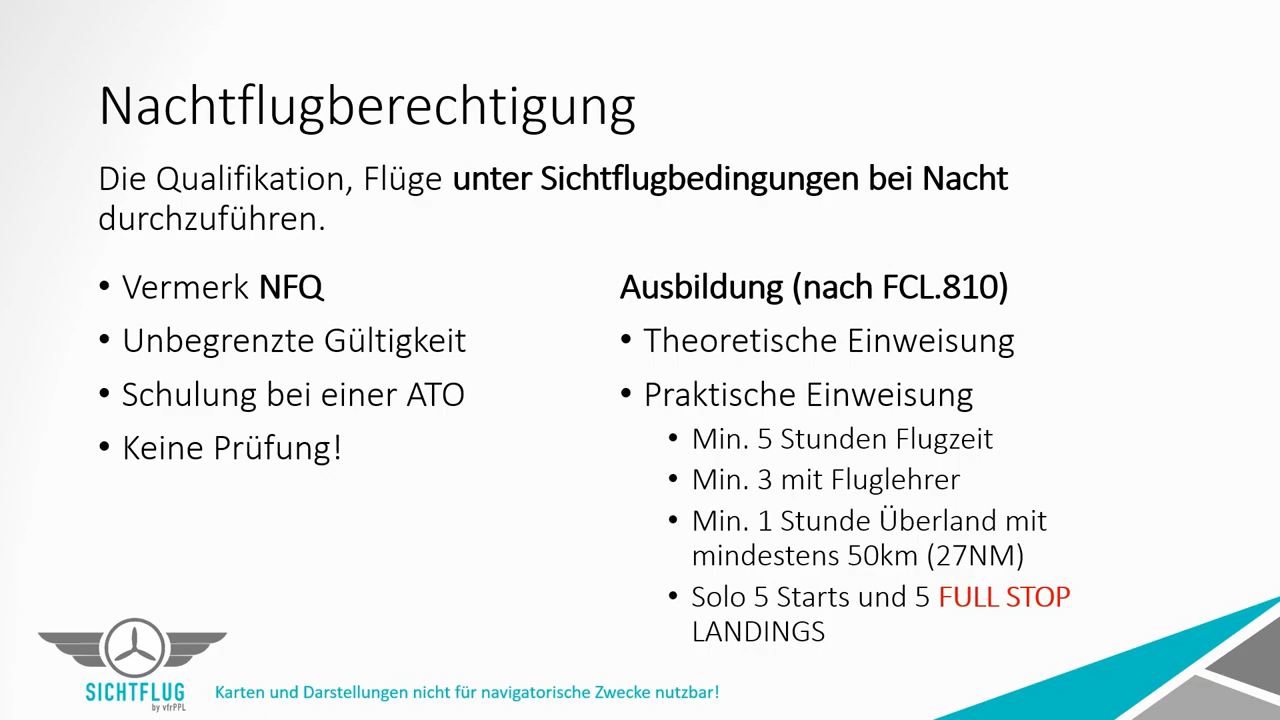 Nachtflugberechtigung
Die Qualifikation, Flüge unter Sichtflugbedingungen bei Nacht
durchzuführen.
• Vermerk NFQ
• Unbegrenzte Gültigkeit
• Schulung bei einer ATO
• Keine Prüfung!
Ausbildung (nach FCL.810)
• Theoretische Einweisung
• Praktische Einweisung
• Min. 5 Stunden Flugzeit
• Min. 3 mit Fluglehrer
• Min. 1 Stunde Überland mit
mindestens 50km (27NM)
• Solo 5 Starts und 5 FULL STOP
LANDINGS
SICHTFLUG
by vfrPPL
Karten und Darstellungen nicht für navigatorische Zwecke nutzbar!